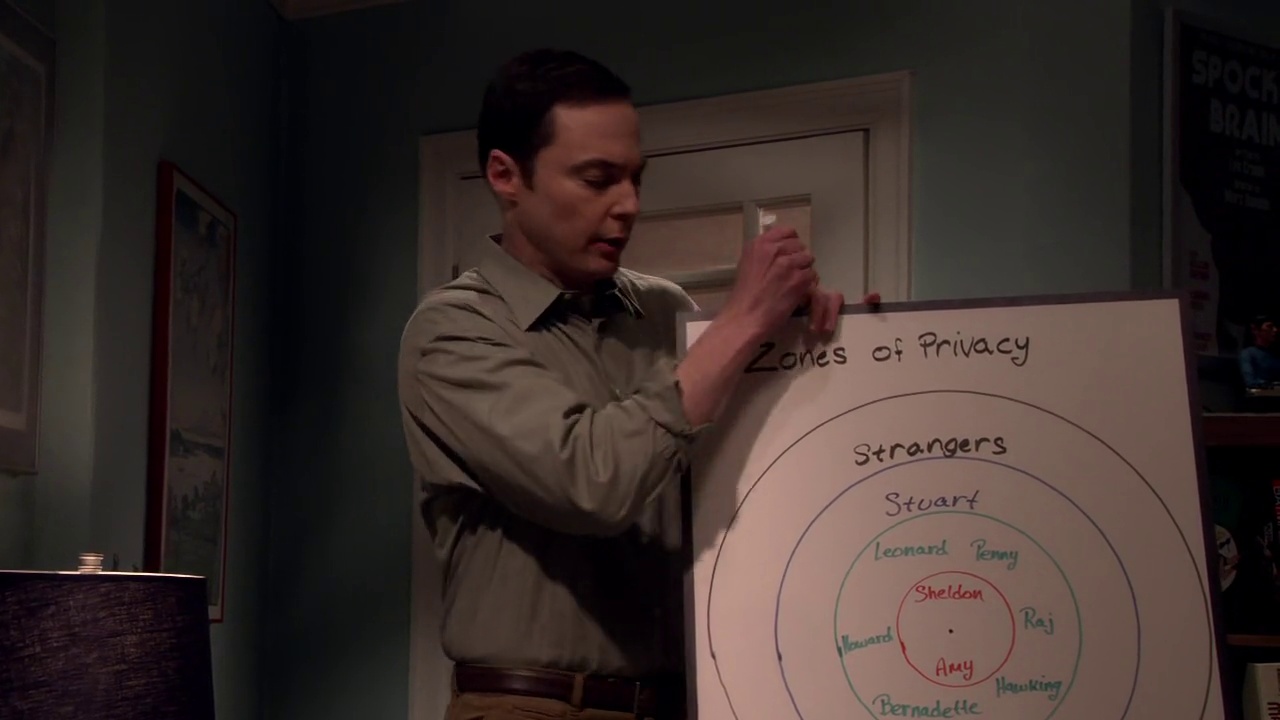 SPOCK
BRAIN
Zones of Privacy
Strangers
Stuart
Leonard Penny
Sheldon
Raj
Howard
Amy
Hawking
Bernadette